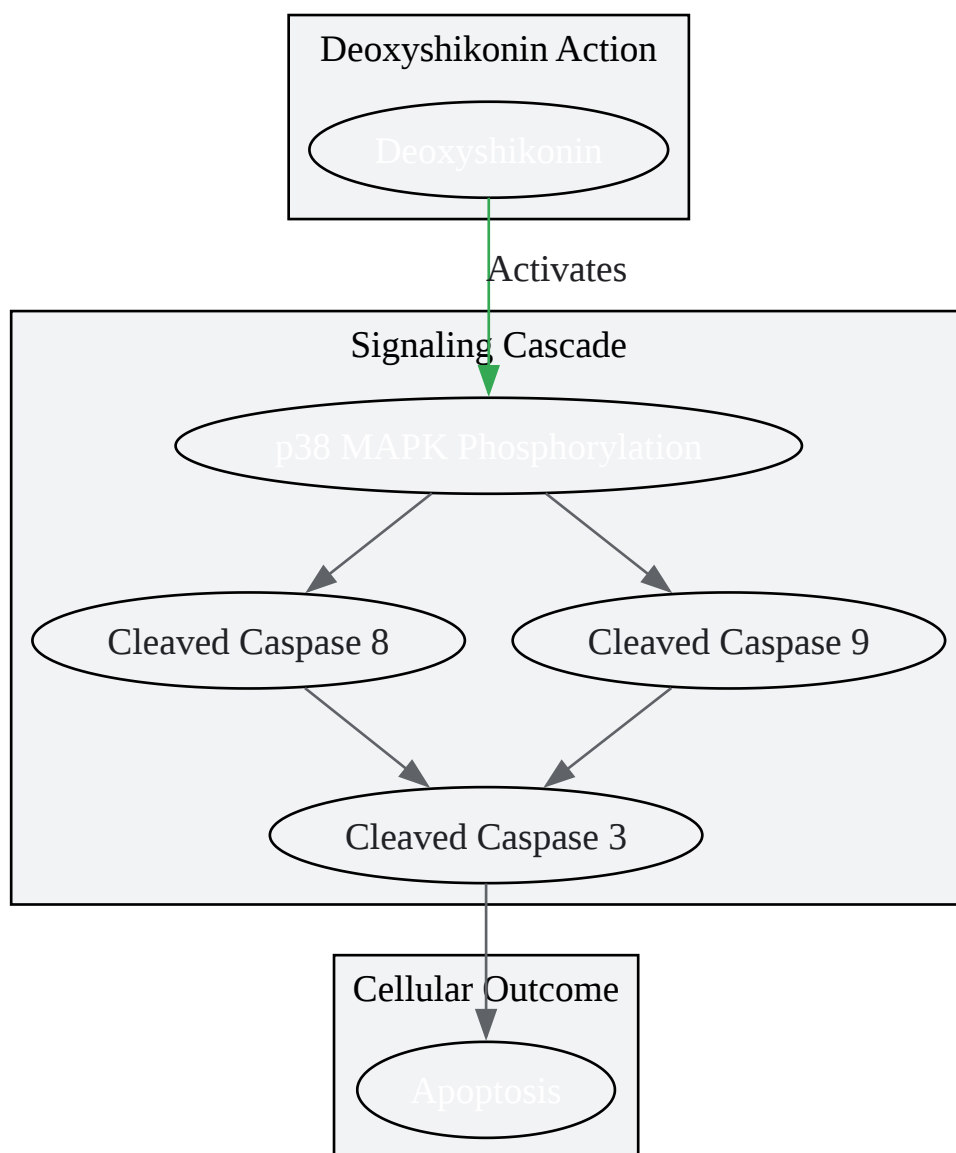 Deoxyshikonin Action
Deoxyshikonin
Activates
Signaling Cascade
p38 MAPK Phosphorylation
Cleaved Caspase 8
Cleaved Caspase 9
Cleaved Caspase 3
Cellular Outcome
Apoptosis